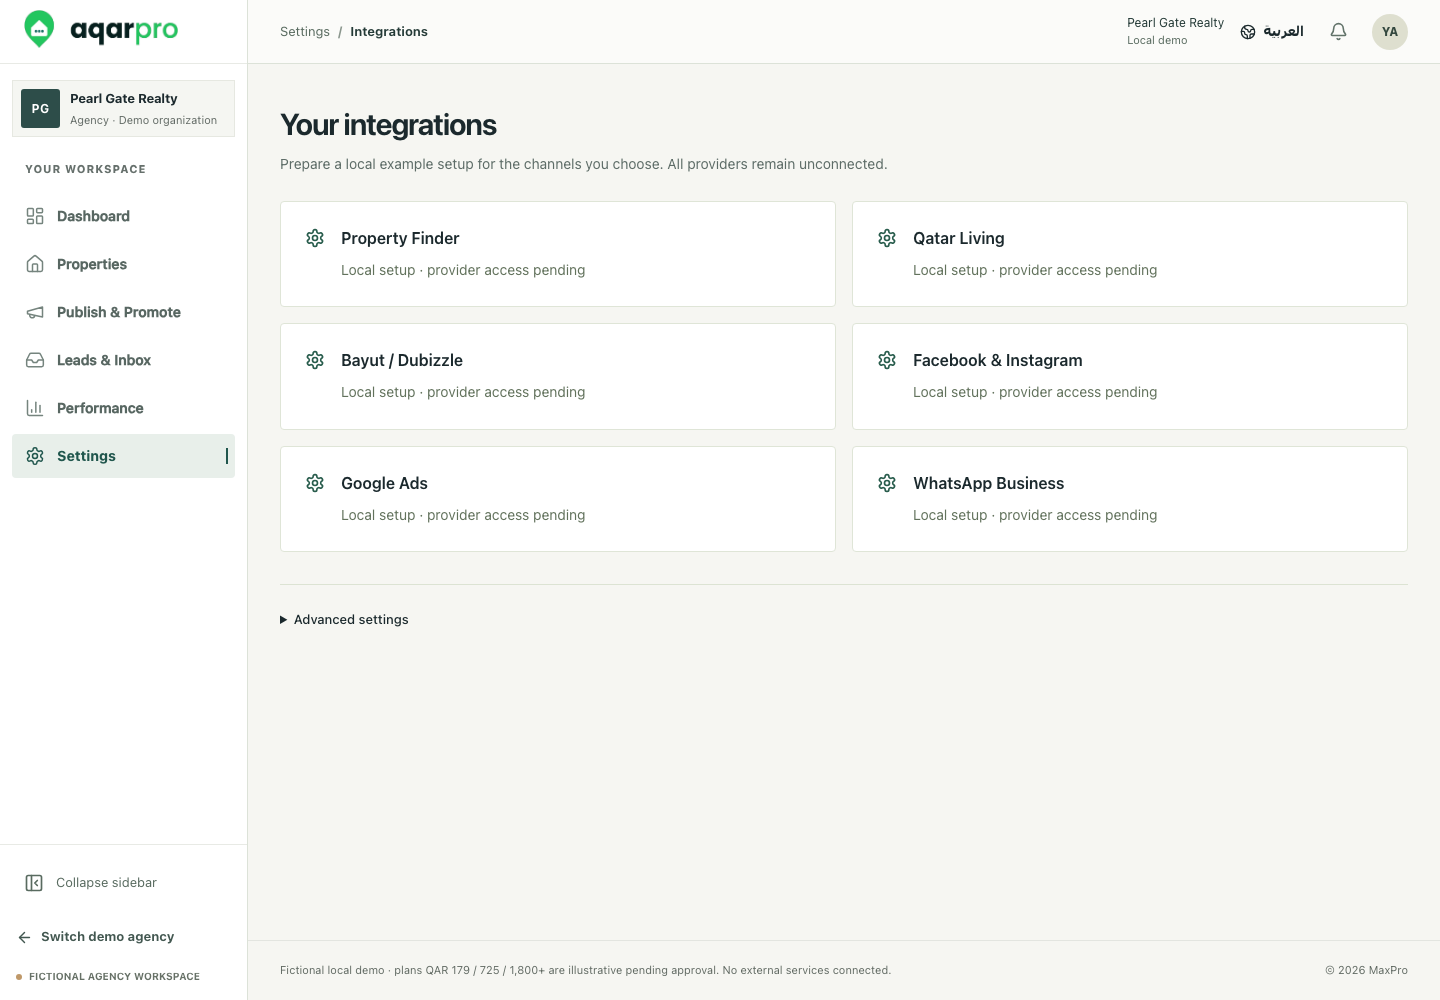 aqarpro
PG
Pearl Gate Realty
Agency · Demo organization
YOUR WORKSPACE
Dashboard
Properties
Publish & Promote
Leads & Inbox
Performance
Settings
Collapse sidebar
Switch demo agency
FICTIONAL AGENCY WORKSPACE
Settings / Integrations
Pearl Gate Realty
Local demo
العربية
YA
Your integrations
Prepare a local example setup for the channels you choose. All providers remain unconnected.
Property Finder
Local setup · provider access pending
Qatar Living
Local setup · provider access pending
Bayut / Dubizzle
Local setup · provider access pending
Facebook & Instagram
Local setup · provider access pending
Google Ads
Local setup · provider access pending
WhatsApp Business
Local setup · provider access pending
Advanced settings
Fictional local demo · plans QAR 179 / 725 / 1,800+ are illustrative pending approval. No external services connected.
© 2026 MaxPro